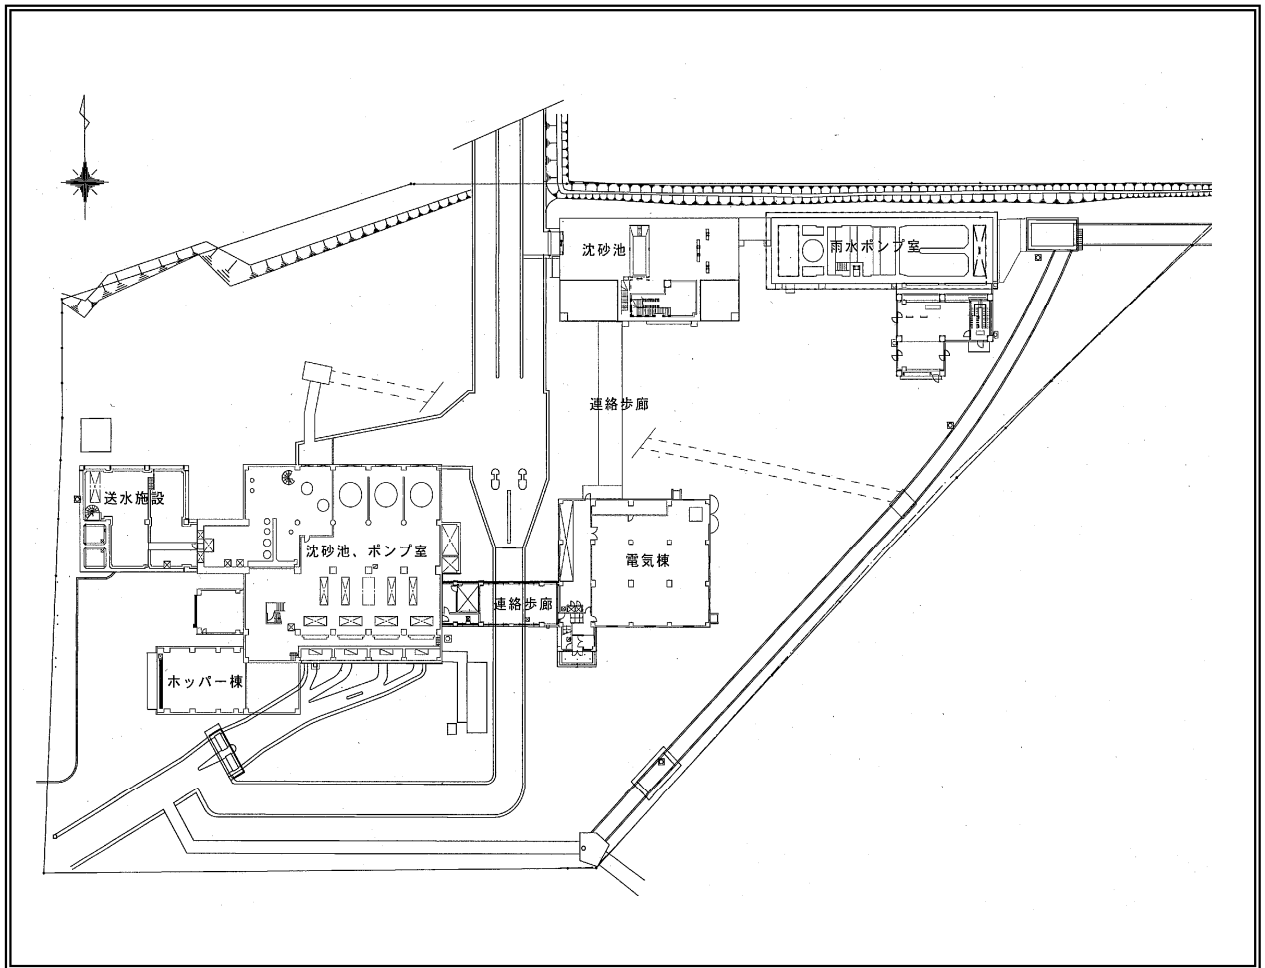 沈砂池
雨水ポンプ室
連絡歩廊
送水施設
沈砂池、ポンプ室
電気棟
連絡歩廊
ホッパー棟